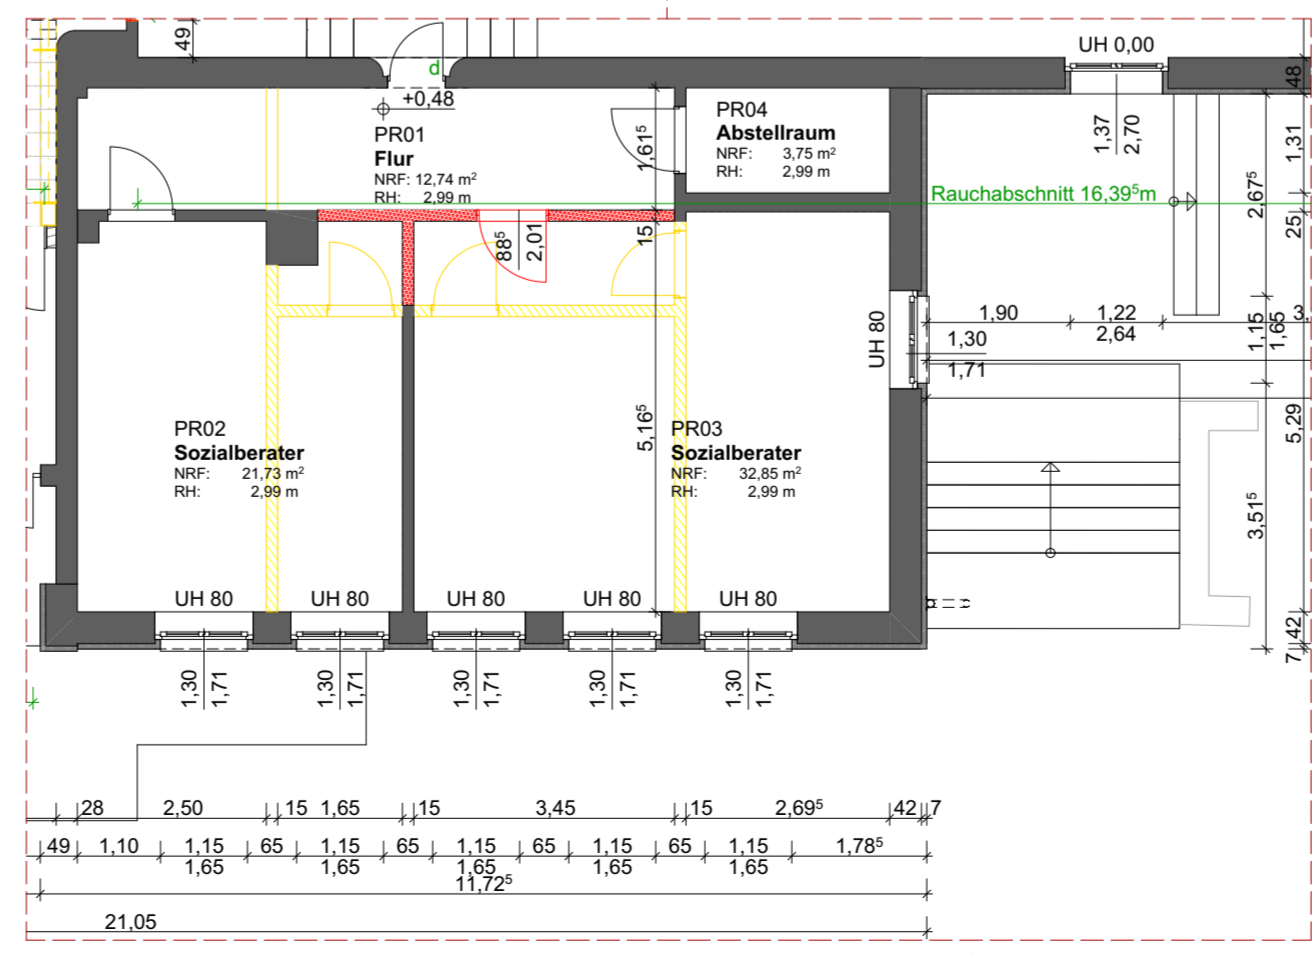 49
UH 0,00
d
+0,48
PR01
Flur
NRF: 12,74 m²
RH: 2,99 m
1,61⁵
PR04
Abstellraum
NRF: 3,75 m²
RH: 2,99 m
1,37
2,70
48
1,31
Rauchabschnitt 16,39⁵m
2,67⁵
25
15
88⁵
2,01
1,90
1,22
2,64
3,
1,15
1,65
UH 80
1,30
1,71
5,16⁵
5,29
PR02
Sozialberater
NRF: 21,73 m²
RH: 2,99 m
PR03
Sozialberater
NRF: 32,85 m²
RH: 2,99 m
3,51⁵
UH 80
UH 80
UH 80
UH 80
UH 80
42
7
1,30
1,71
1,30
1,71
1,30
1,71
1,30
1,71
1,30
1,71
28 2,50 15 1,65 15 3,45 15 2,69⁵ 42 7
49 1,10 1,15 65 1,15 65 1,15 65 1,15 65 1,15 1,78⁵
1,65 1,65 1,65 1,65 1,65
11,72⁵
21,05